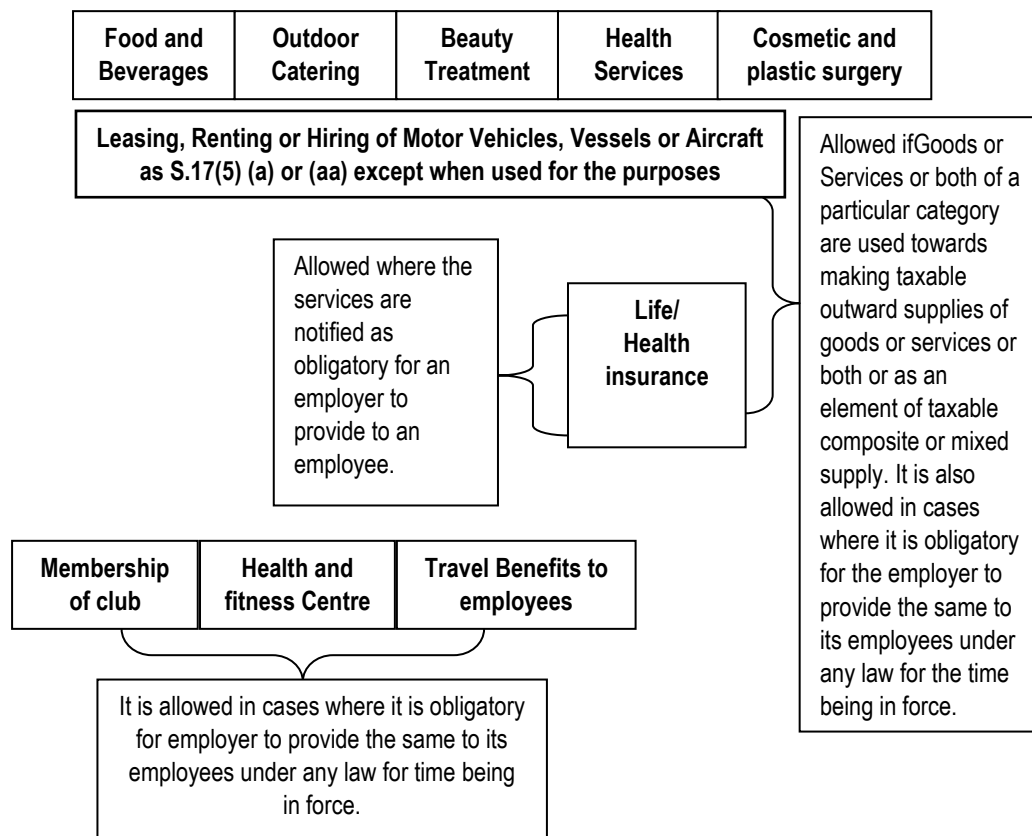 Food and
Beverages
Outdoor
Catering
Beauty
Treatment
Health
Services
Cosmetic and
plastic surgery
Leasing, Renting or Hiring of Motor Vehicles, Vessels or Aircraft
as S.17(5) (a) or (aa) except when used for the purposes
Allowed ifGoods or
Services or both of a
particular category
are used towards
making taxable
outward supplies of
goods or services or
both or as an
element of taxable
composite or mixed
supply. It is also
allowed in cases
where it is obligatory
for the employer to
provide the same to
its employees under
any law for the time
being in force.
Allowed where the
services are
notified as
obligatory for an
employer to
provide to an
employee.
Life/
Health
insurance
Membership
of club
Health and
fitness Centre
Travel Benefits to
employees
It is allowed in cases where it is obligatory
for employer to provide the same to its
employees under any law for time being
in force.